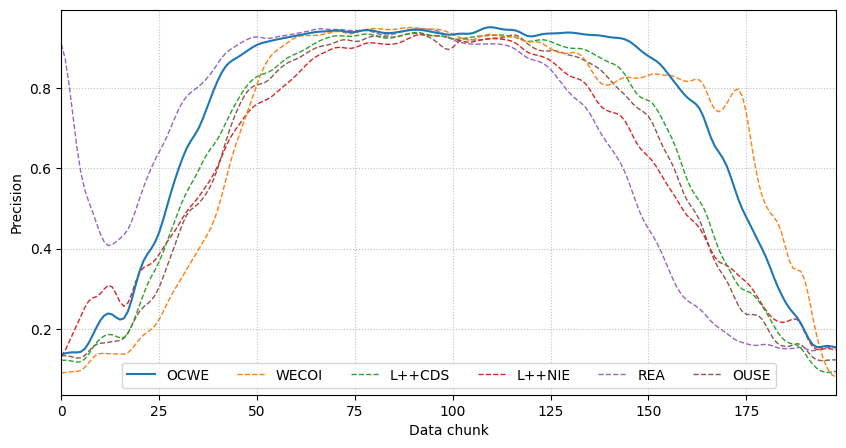 Precision
0.8
0.6
0.4
0.2
OCWE WECOI L++CDS L++NIE REA OUSE
0 25 50 75 100 125 150 175
Data chunk